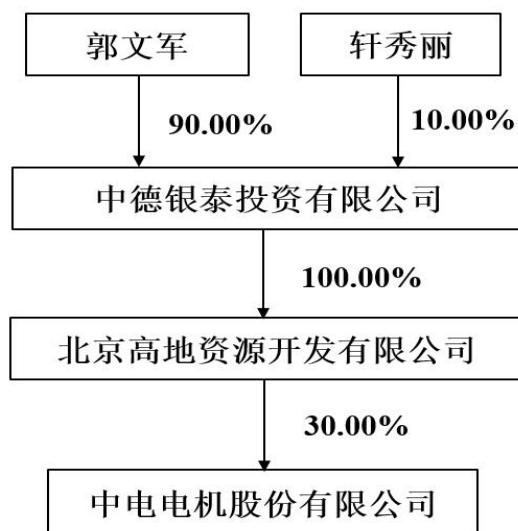 郭文军
轩秀丽
90.00%
10.00%
中德银泰投资有限公司
100.00%
北京高地资源开发有限公司
30.00%
中电电机股份有限公司